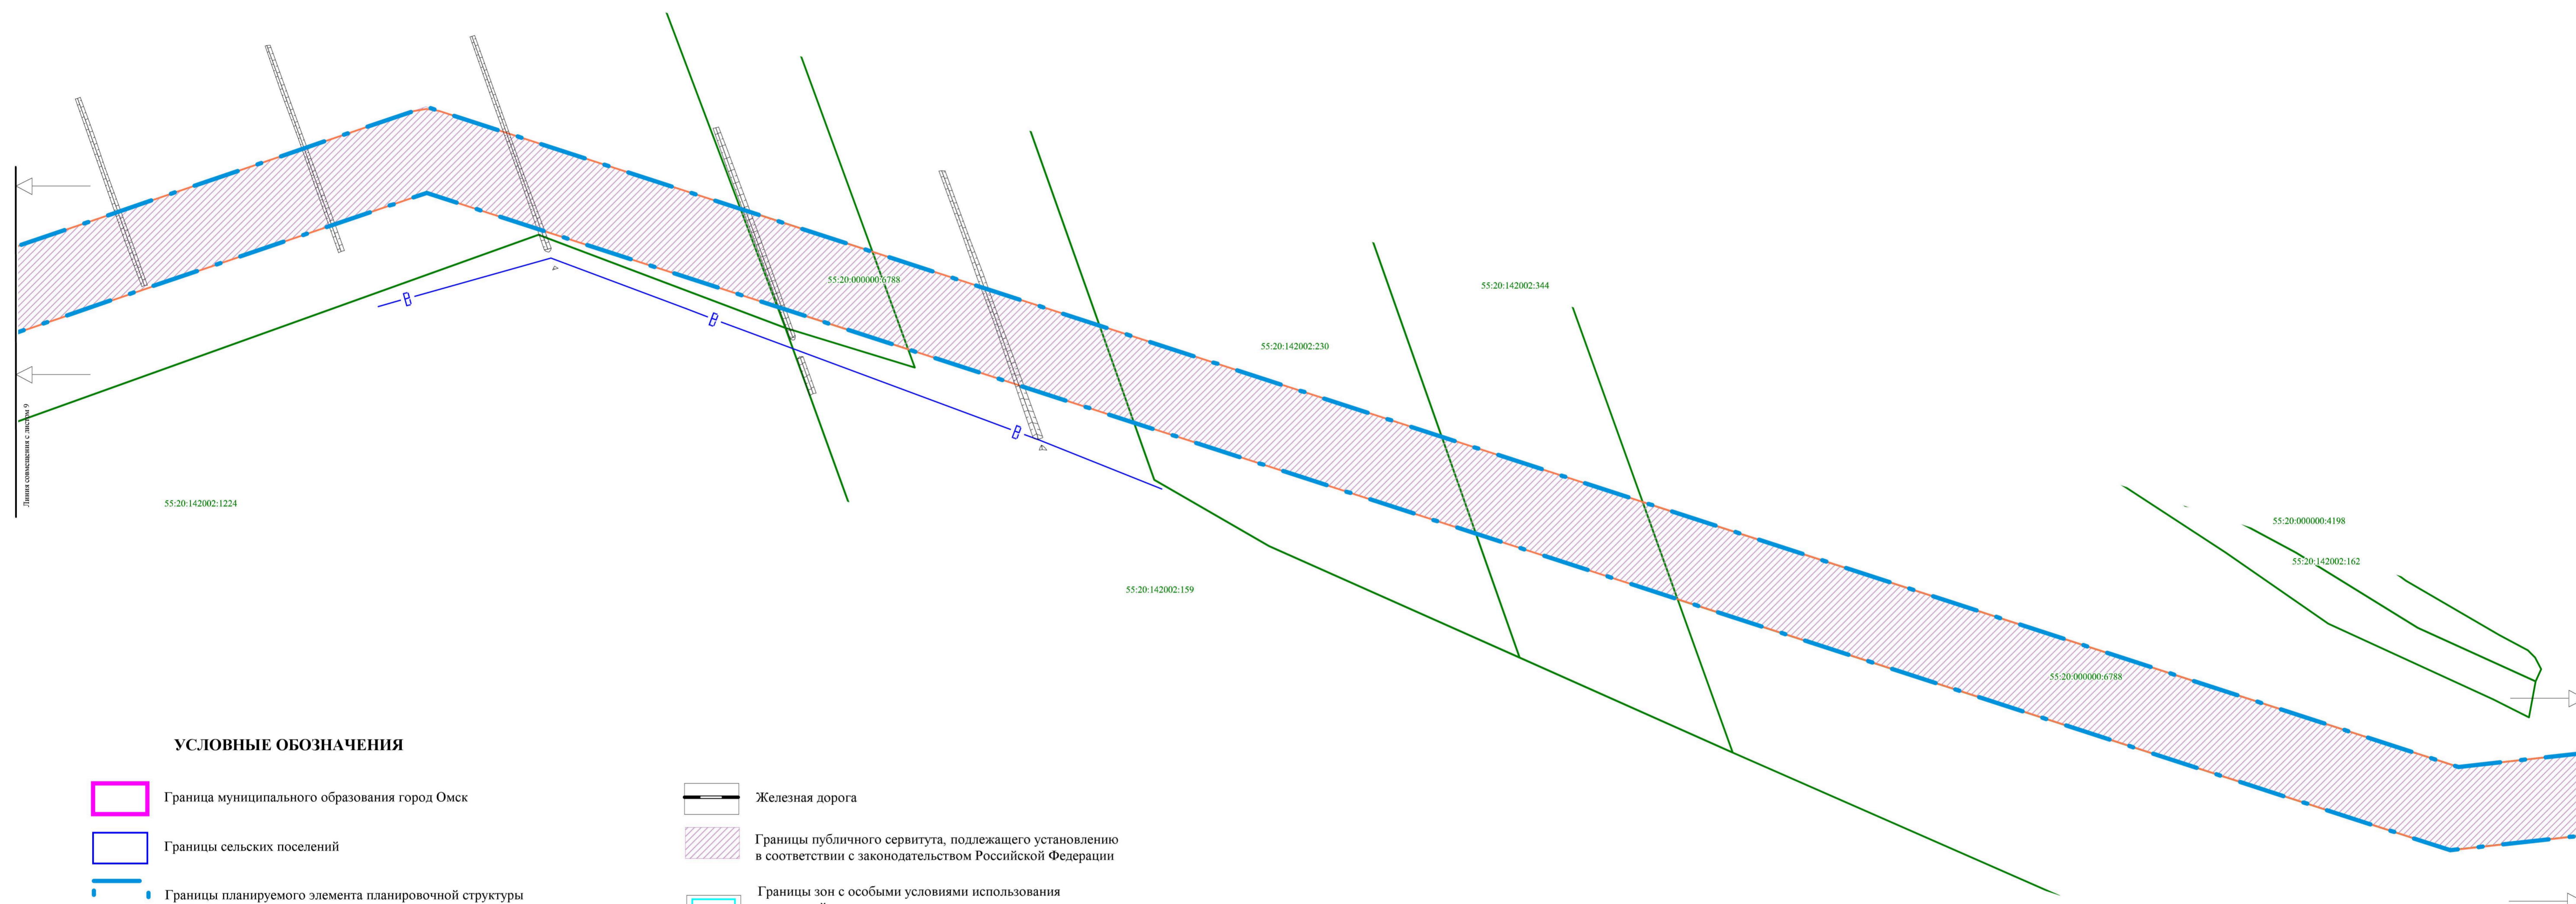 55:20:000000:6788
55:20:142002:344
55:20:142002:230
В
В
В
Линия совмещения с листом 9
55:20:142002:1224
55:20:142002:159
55:20:000000:4198
55:20:142002:162
55:20:000000:6788
УСЛОВНЫЕ ОБОЗНАЧЕНИЯ
Граница муниципального образования город Омск
Границы сельских поселений
Границы планируемого элемента планировочной структуры
Железная дорога
Границы публичного сервитута, подлежащего установлению
в соответствии с законодательством Российской Федерации
Границы зон с особыми условиями использования